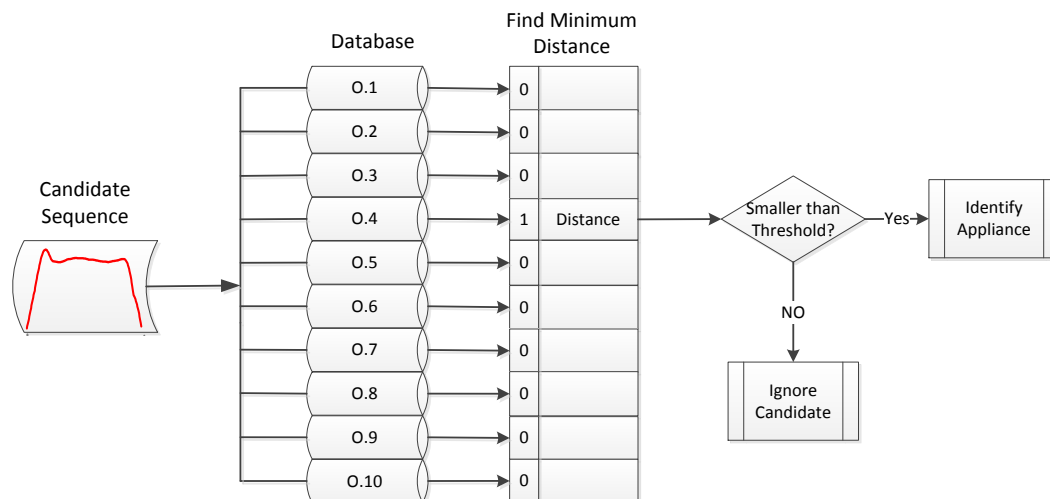 Candidate
Sequence
Database
O.1
O.2
O.3
O.4
O.5
O.6
O.7
O.8
O.9
O.10
Find Minimum
Distance
0
0
0
1 Distance
0
0
0
0
0
0
Smaller than
Threshold?
Yes
Identify
Appliance
NO
Ignore
Candidate